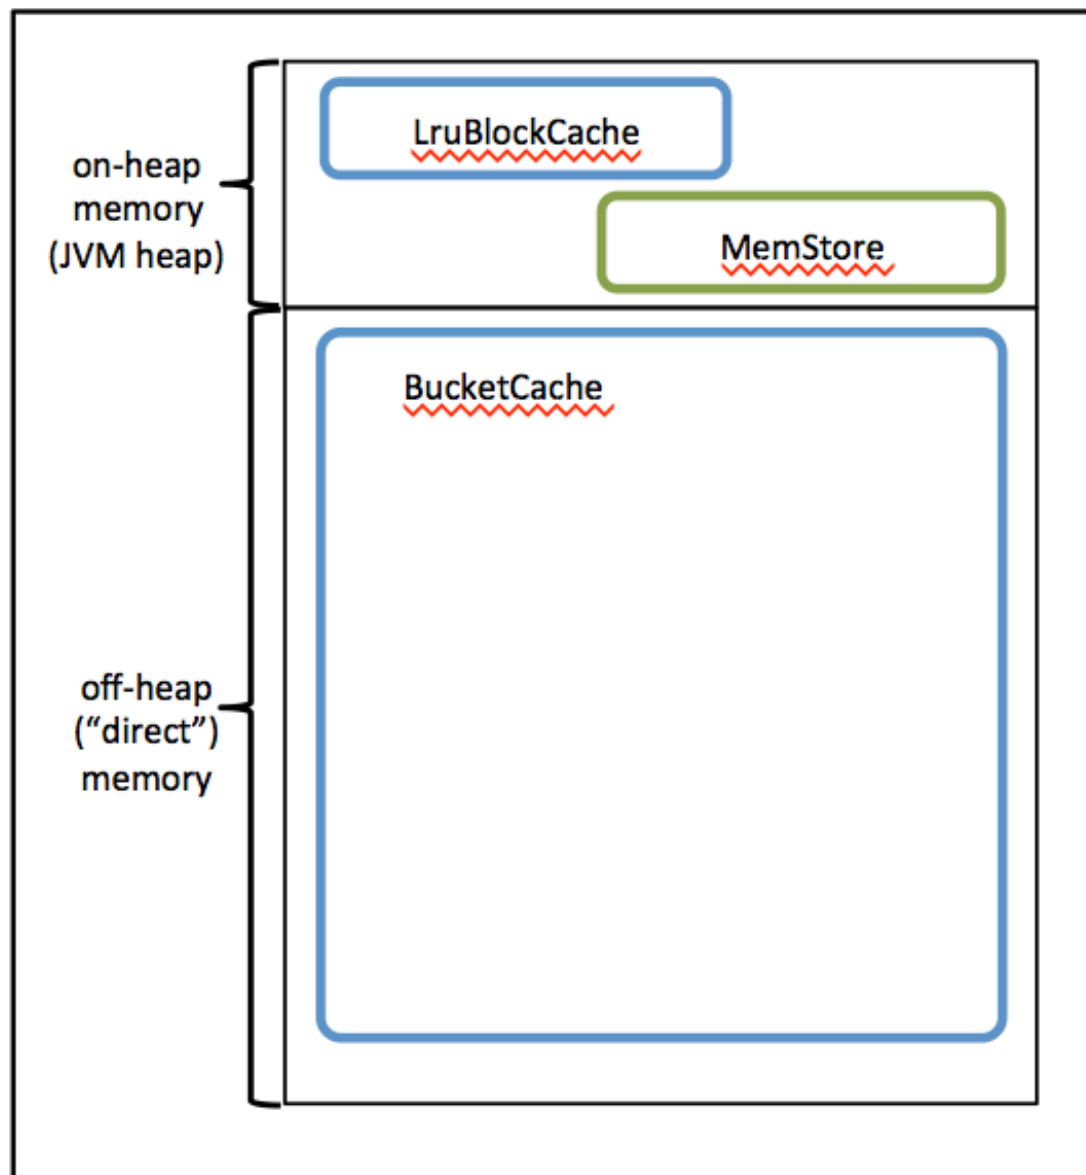 LruBlockCache
on-heap
memory
(JVM heap)
MemStore
BucketCache
off-heap
(“direct”)
memory